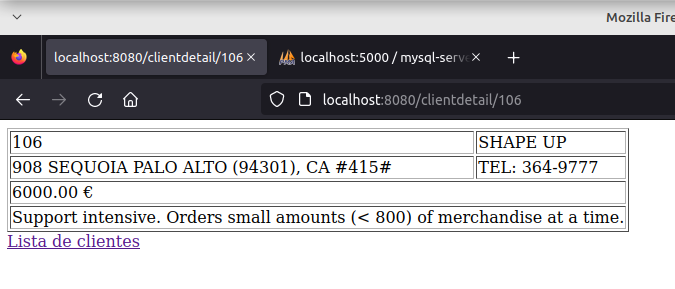 Mozilla Fire
localhost:8080/clientdetail/106
localhost:5000 / mysql-serve
localhost:8080/clientdetail/106
106 SHAPE UP
908 SEQUOIA PALO ALTO (94301), CA #415# TEL: 364-9777
6000.00 €
Support intensive. Orders small amounts (< 800) of merchandise at a time.
Lista de clientes